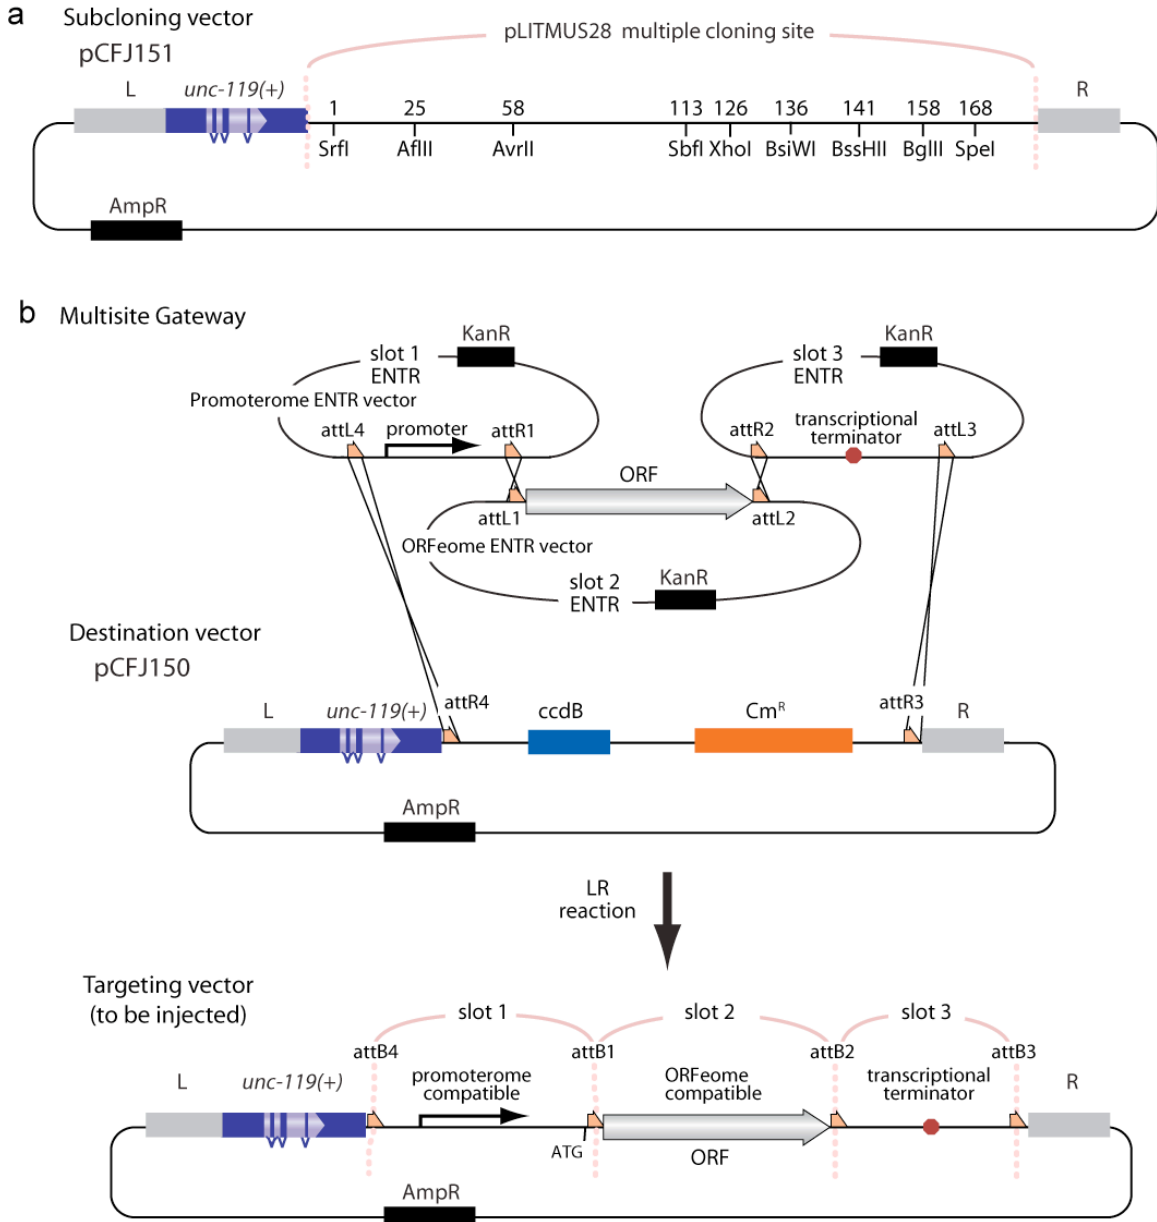 a
Subcloning vector
pCFJ151
pLITMUS28 multiple cloning site
L
unc-119(+)
R
1 25 58 113 126 136 141 158 168
SrfI AflII AvrII SbfI XhoI BsiWI BssHII BglII SpeI
AmpR
b
Multisite Gateway
KanR
slot 1
ENTR
Promoterome ENTR vector
attL4
promoter
attR1
KanR
slot 3
ENTR
attR2
transcriptional
terminator
attL3
ORF
attL1
attL2
ORFeome ENTR vector
slot 2
ENTR
KanR
Destination vector
pCFJ150
L
unc-119(+)
attR4
ccdB
CmR
attR3
R
AmpR
LR
reaction
Targeting vector
(to be injected)
slot 1
slot 2
slot 3
attB4
attB1
attB2
attB3
L
unc-119(+)
promoterome
compatible
ORFeome
compatible
transcriptional
terminator
R
ATG
ORF
AmpR